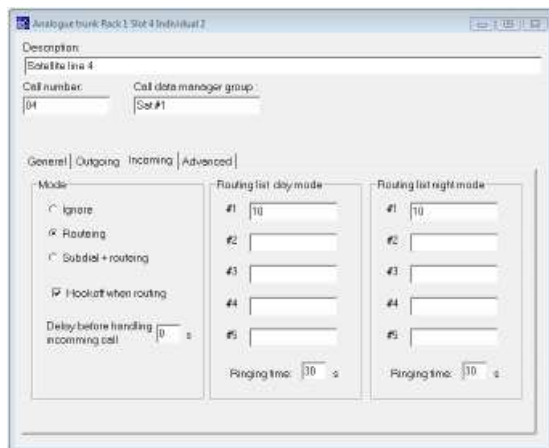 Analogue trunk Rack 1 Slot 4 Individual 2
Description:
Satellite line 4
Call number:
Call data manager group:
84
Sat#1
General
Outgoing
Incoming
Advanced
Mode
Ignore
Routeing
Subdial + routeing
Hookoff when routing
Delay before handling
incomming call
0
s
Routing list day mode
#1
10
#2
#3
#4
#5
Ringing time:
30
s
Routing list night mode
#1
10
#2
#3
#4
#5
Ringing time:
30
s